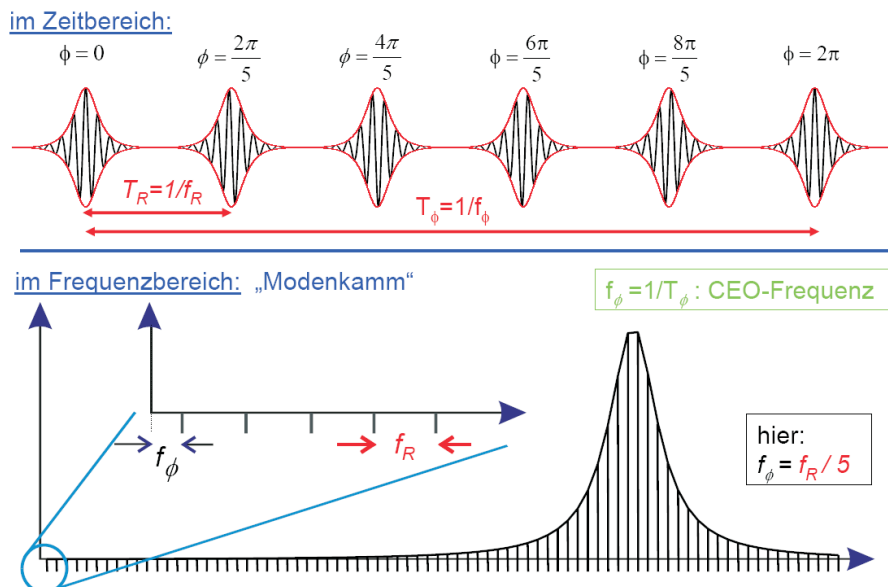 im Zeitbereich:
ϕ = 0
ϕ = 2π/5
ϕ = 4π/5
ϕ = 6π/5
ϕ = 8π/5
ϕ = 2π
T_R=1/f_R
T_ϕ=1/f_ϕ
im Frequenzbereich: „Modenkamm“
f_ϕ =1/T_ϕ : CEO-Frequenz
f_ϕ
f_R
hier:
f_ϕ = f_R / 5